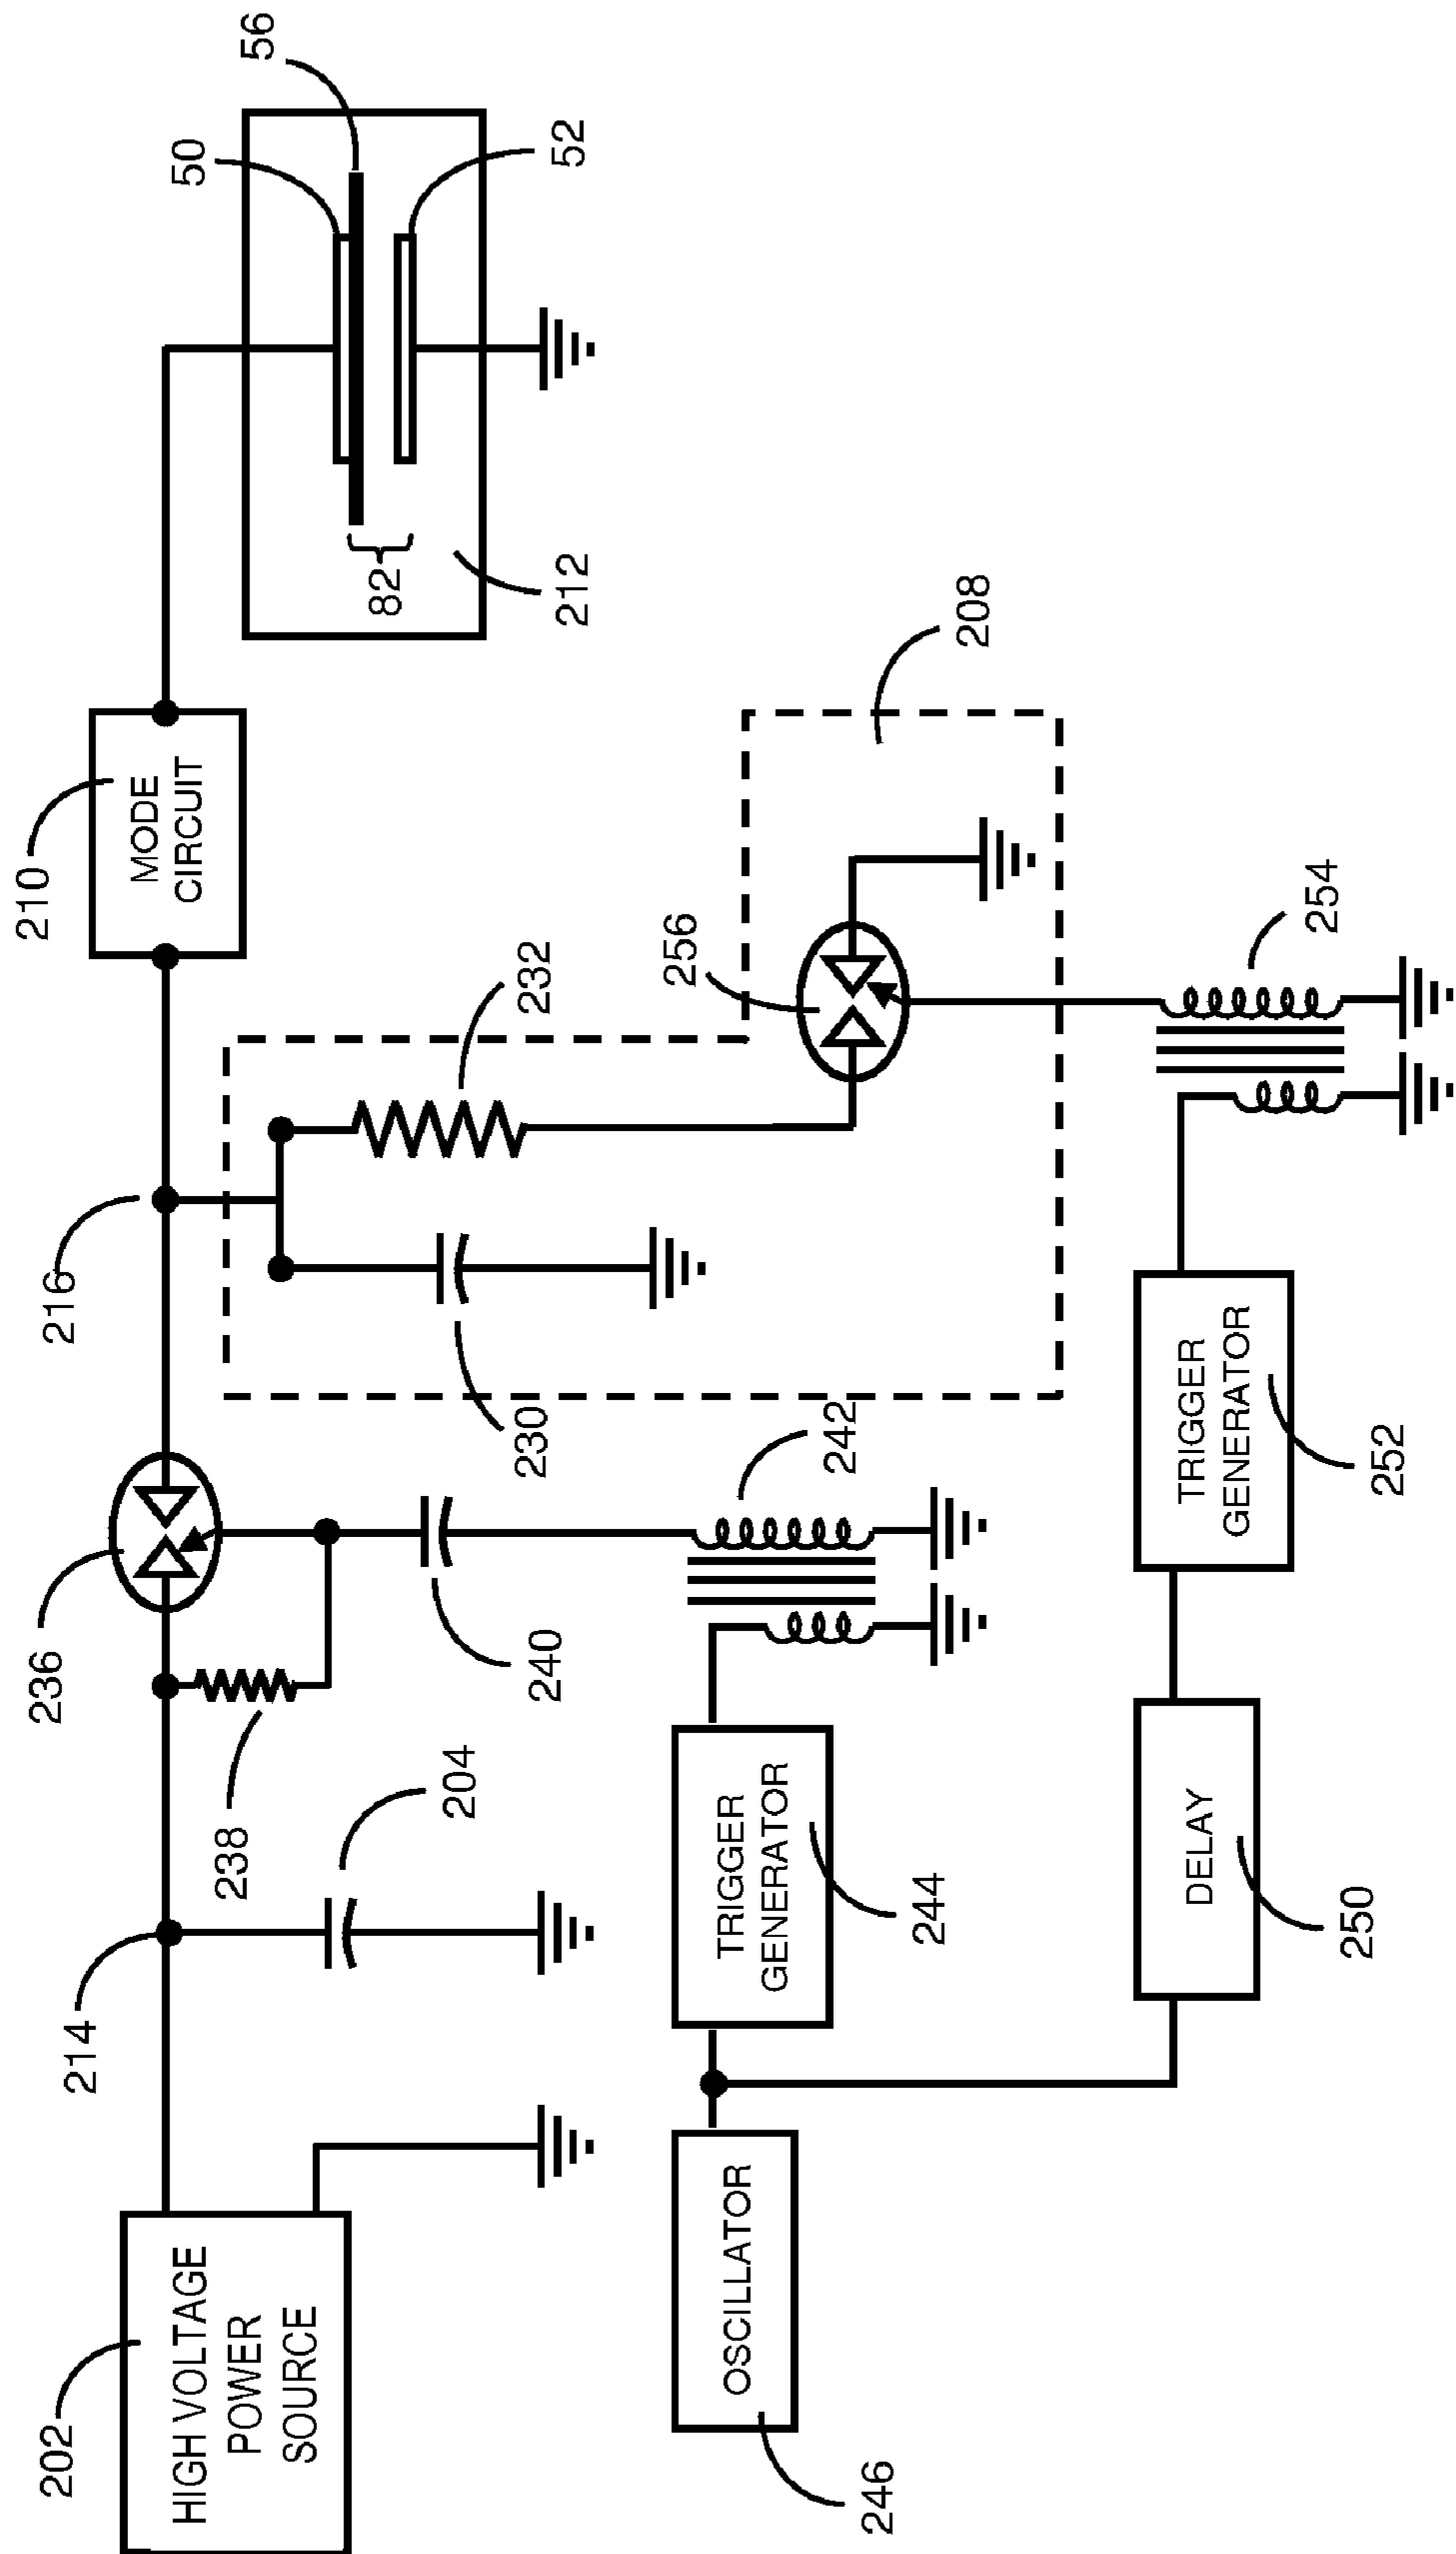 202
HIGH VOLTAGE
POWER
SOURCE
214
204
238
236
240
242
216
230
232
210
MODE
CIRCUIT
50
56
52
82
212
208
256
254
246
OSCILLATOR
TRIGGER
GENERATOR
244
DELAY
250
TRIGGER
GENERATOR
252